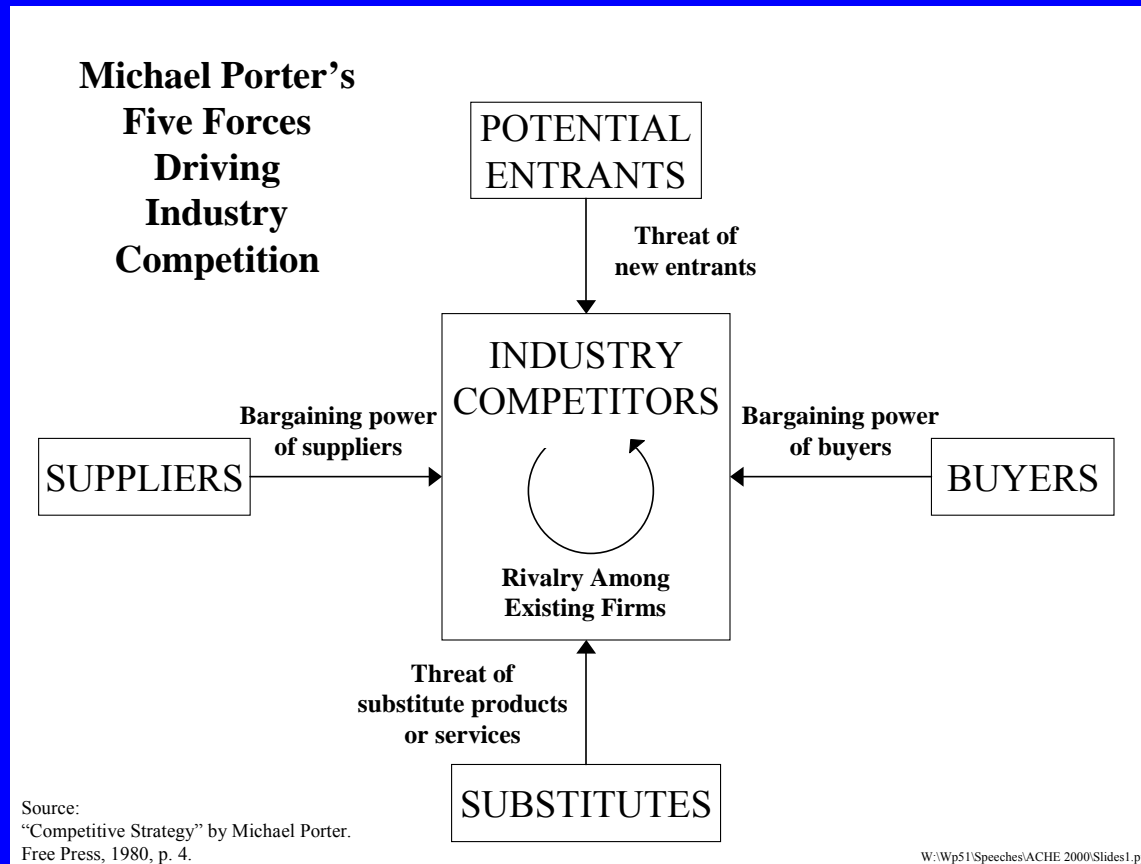 Michael Porter’s
Five Forces
Driving
Industry
Competition
POTENTIAL
ENTRANTS
Threat of
new entrants
INDUSTRY
COMPETITORS
Bargaining power
of suppliers
Bargaining power
of buyers
SUPPLIERS
BUYERS
Rivalry Among
Existing Firms
Threat of
substitute products
or services
SUBSTITUTES
Source:
“Competitive Strategy” by Michael Porter.
Free Press, 1980, p. 4.
W:\Wp51\Speeches\ACHE 2000\Slides1.p